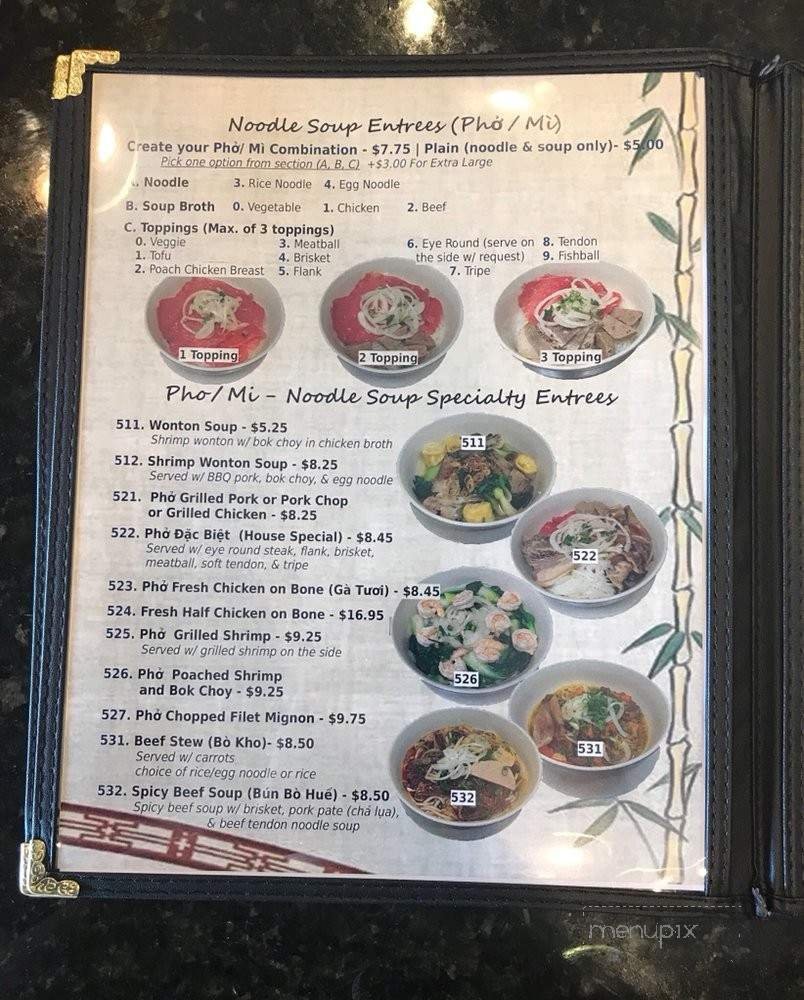 Noodle Soup Entrees (Phở / Mì)
Create your Phở/ Mì Combination - $7.75 | Plain (noodle & soup only)- $5.00
Pick one option from section (A, B, C) +$3.00 For Extra Large
. Noodle 3. Rice Noodle 4. Egg Noodle
B. Soup Broth 0. Vegetable 1. Chicken 2. Beef
C. Toppings (Max. of 3 toppings)
0. Veggie 3. Meatball 6. Eye Round (serve on 8. Tendon
1. Tofu 4. Brisket the side w/ request) 9. Fishball
2. Poach Chicken Breast 5. Flank 7. Tripe
1 Topping 2 Topping 3 Topping
Pho/ Mi - Noodle Soup Specialty Entrees
511. Wonton Soup - $5.25
Shrimp wonton w/ bok choy in chicken broth
511
512. Shrimp Wonton Soup - $8.25
Served w/ BBQ pork, bok choy, & egg noodle
521. Phở Grilled Pork or Pork Chop
or Grilled Chicken - $8.25
522. Phở Đặc Biệt (House Special) - $8.45
Served w/ eye round steak, flank, brisket,
meatball, soft tendon, & tripe
522
523. Phở Fresh Chicken on Bone (Gà Tươi) - $8.45
524. Fresh Half Chicken on Bone - $16.95
525. Phở Grilled Shrimp - $9.25
Served w/ grilled shrimp on the side
526. Phở Poached Shrimp
and Bok Choy - $9.25
526
527. Phở Chopped Filet Mignon - $9.75
531. Beef Stew (Bò Kho)- $8.50
Served w/ carrots
choice of rice/egg noodle or rice
531
532. Spicy Beef Soup (Bún Bò Huế) - $8.50
Spicy beef soup w/ brisket, pork pate (chả lụa),
& beef tendon noodle soup
532
menupix